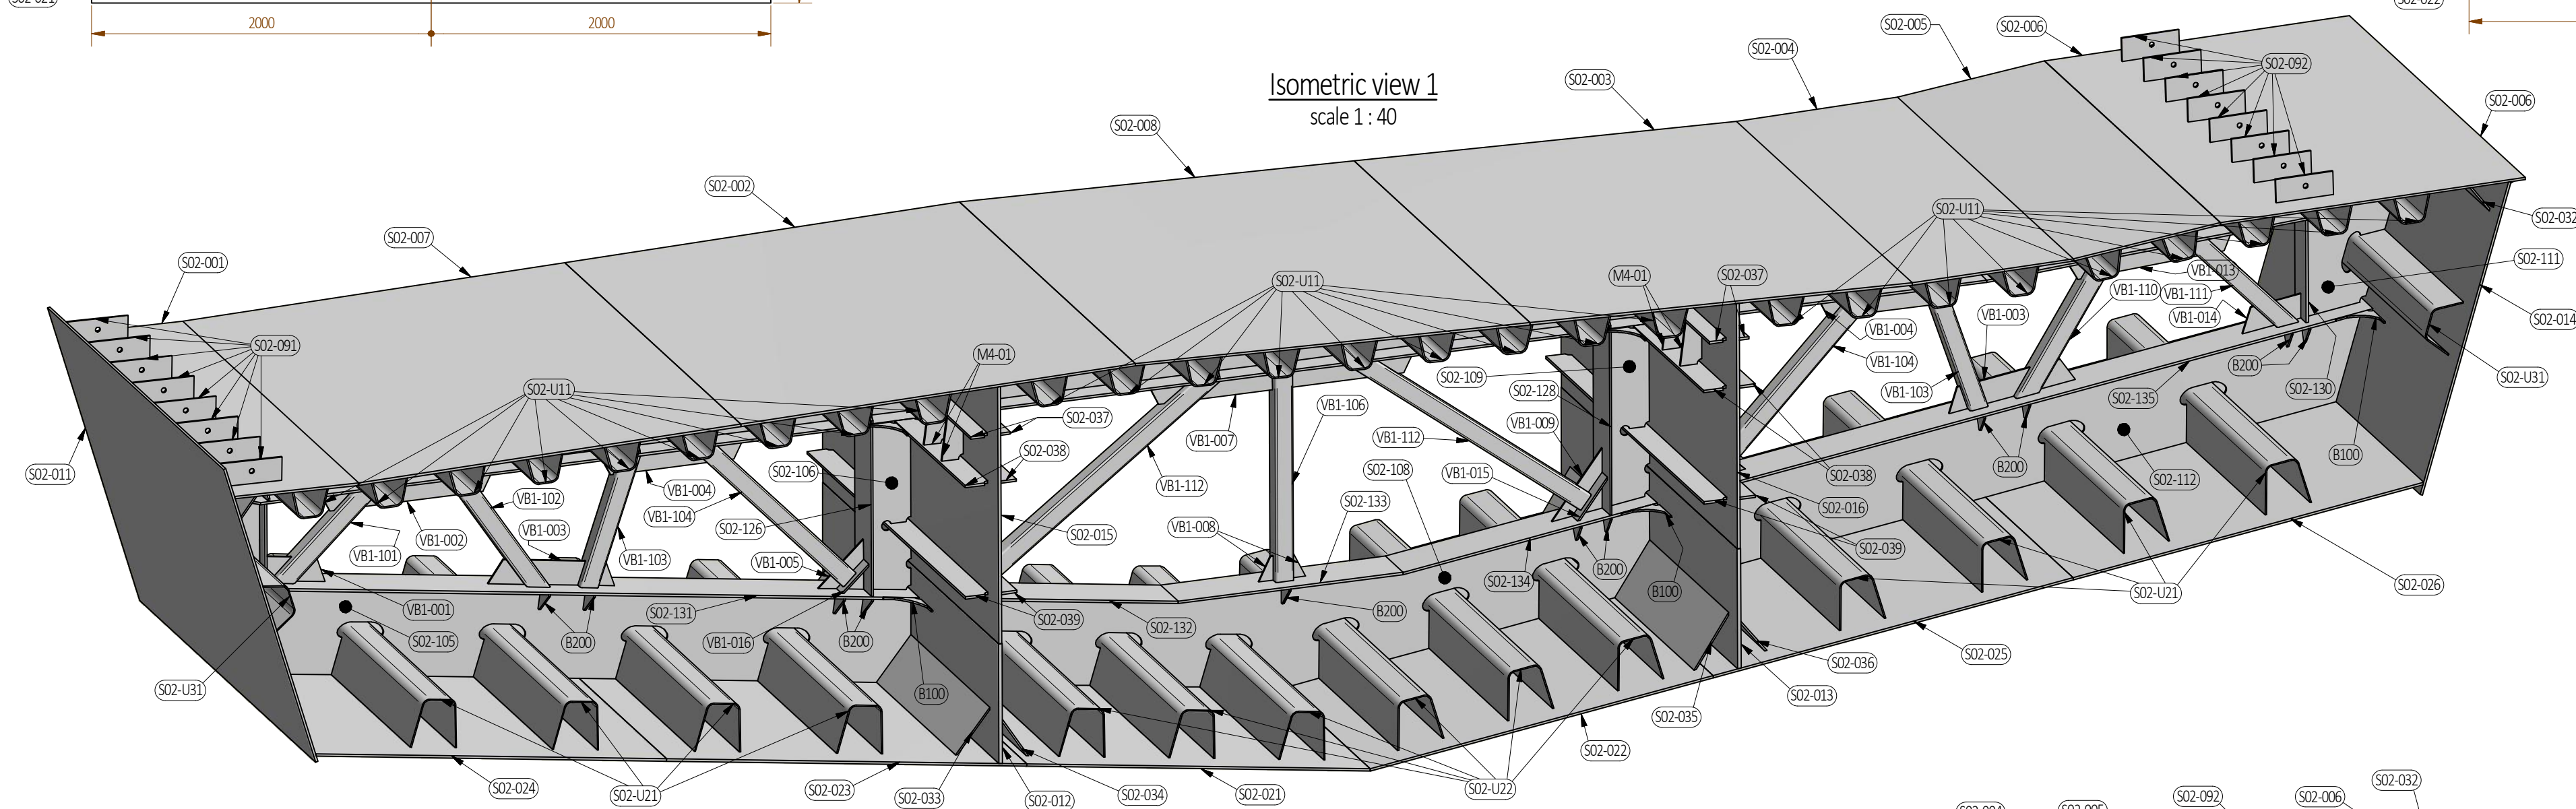 S02-021
2000
2000
S02-022
Isometric view 1
scale 1 : 40
S02-005
S02-006
S02-004
S02-003
S02-092
S02-006
S02-008
S02-002
S02-007
S02-001
S02-U11
S02-032
S02-111
S02-014
S02-U11
M4-01
S02-037
VB1-013
VB1-110
VB1-111
VB1-014
VB1-003
VB1-004
VB1-104
VB1-103
B200
S02-130
S02-U31
S02-091
S02-U11
M4-01
S02-037
S02-038
S02-109
S02-128
VB1-009
VB1-106
VB1-007
VB1-112
VB1-112
S02-108
VB1-015
S02-135
S02-112
B200
B100
S02-038
S02-016
S02-039
S02-011
VB1-102
VB1-004
VB1-104
S02-106
S02-126
S02-015
VB1-003
VB1-002
VB1-101
VB1-103
VB1-005
VB1-008
S02-133
S02-134
B200
B100
VB1-001
S02-105
S02-131
B200
VB1-016
B200
S02-039
S02-132
B200
S02-U21
S02-026
S02-025
S02-036
S02-013
S02-035
S02-U31
B100
S02-022
S02-024
S02-U21
S02-023
S02-033
S02-012
S02-034
S02-021
S02-U22
S02-004
S02-005
S02-092
S02-006
S02-032